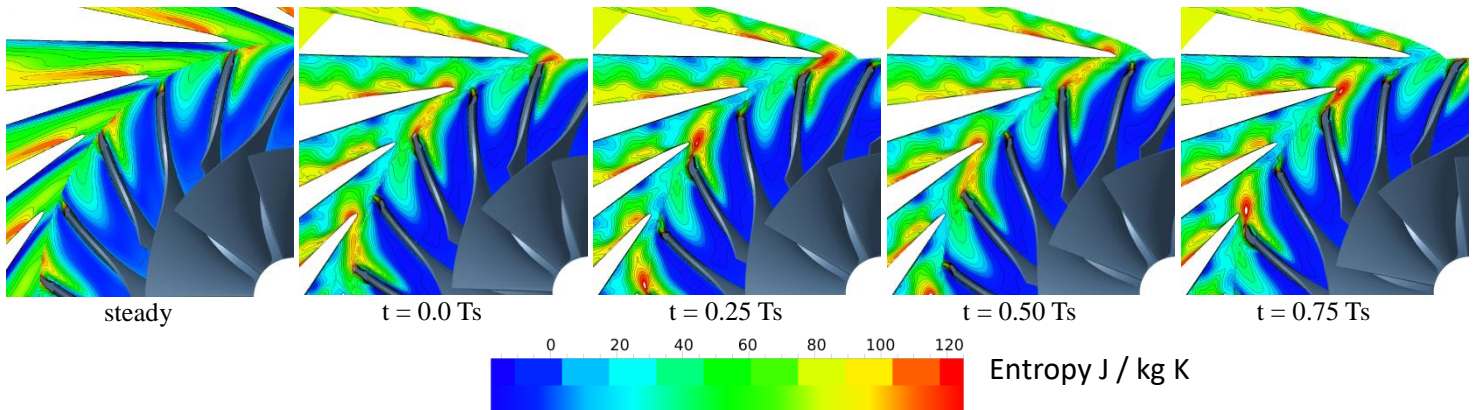 steady
t = 0.0 Ts
t = 0.25 Ts
t = 0.50 Ts
t = 0.75 Ts
0 20 40 60 80 100 120
Entropy J / kg K